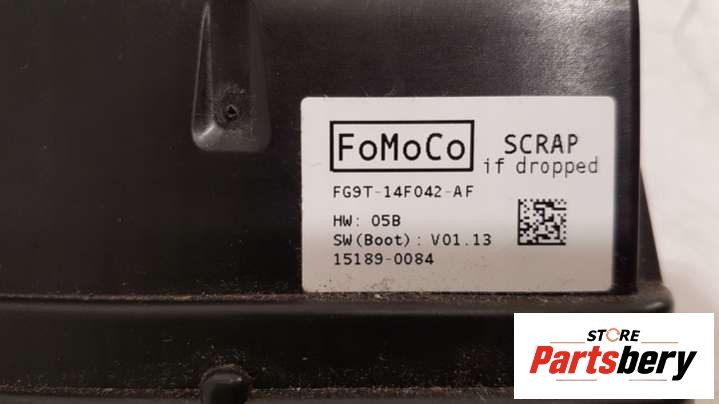 FoMoCo
SCRAP
if dropped
FG9T-14F042-AF
HW: 05B
SW(Boot): V01.13
15189-0084
STORE
Partsbery